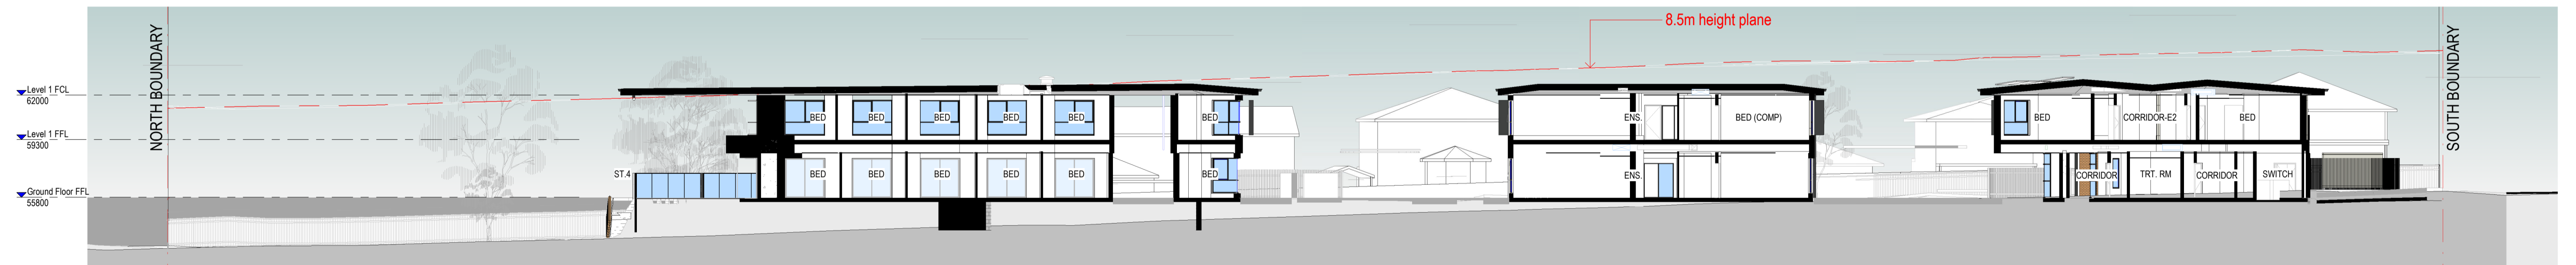 8.5m height plane
NORTH BOUNDARY
SOUTH BOUNDARY
Level 1 FCL
62000
Level 1 FFL
59300
Ground Floor FFL
55800
BED BED BED BED BED BED ENS. BED (COMP) BED CORRIDOR-E2 BED
ST.4 BED BED BED BED BED BED ENS. CORRIDOR TRT. RM CORRIDOR SWITCH